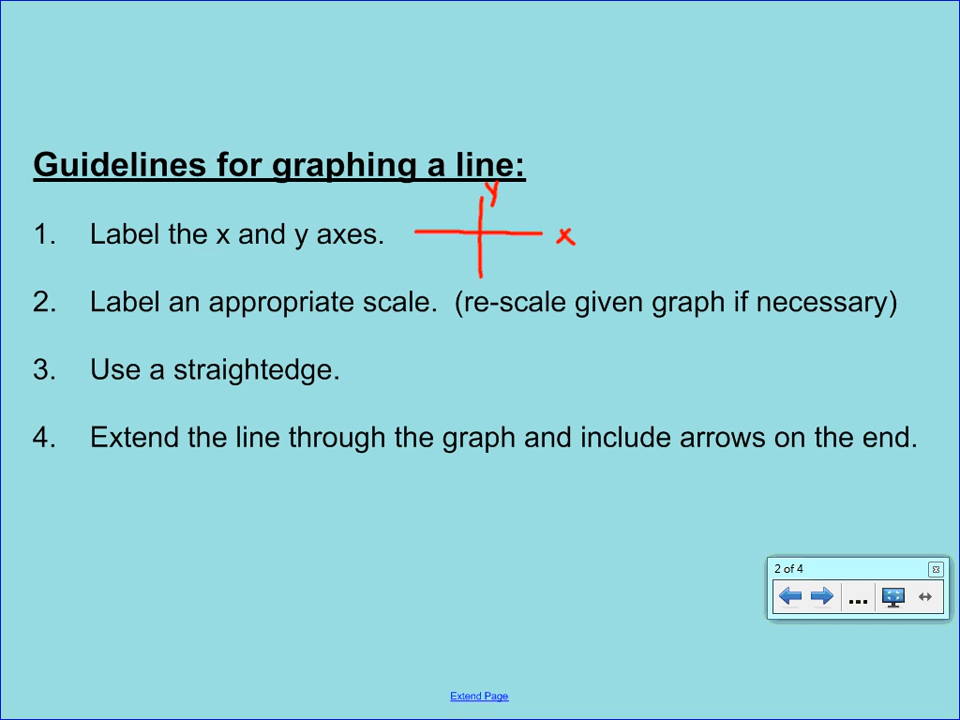 Guidelines for graphing a line:
y
1. Label the x and y axes.
x
2. Label an appropriate scale. (re-scale given graph if necessary)
3. Use a straightedge.
4. Extend the line through the graph and include arrows on the end.
2 of 4
...
Extend Page